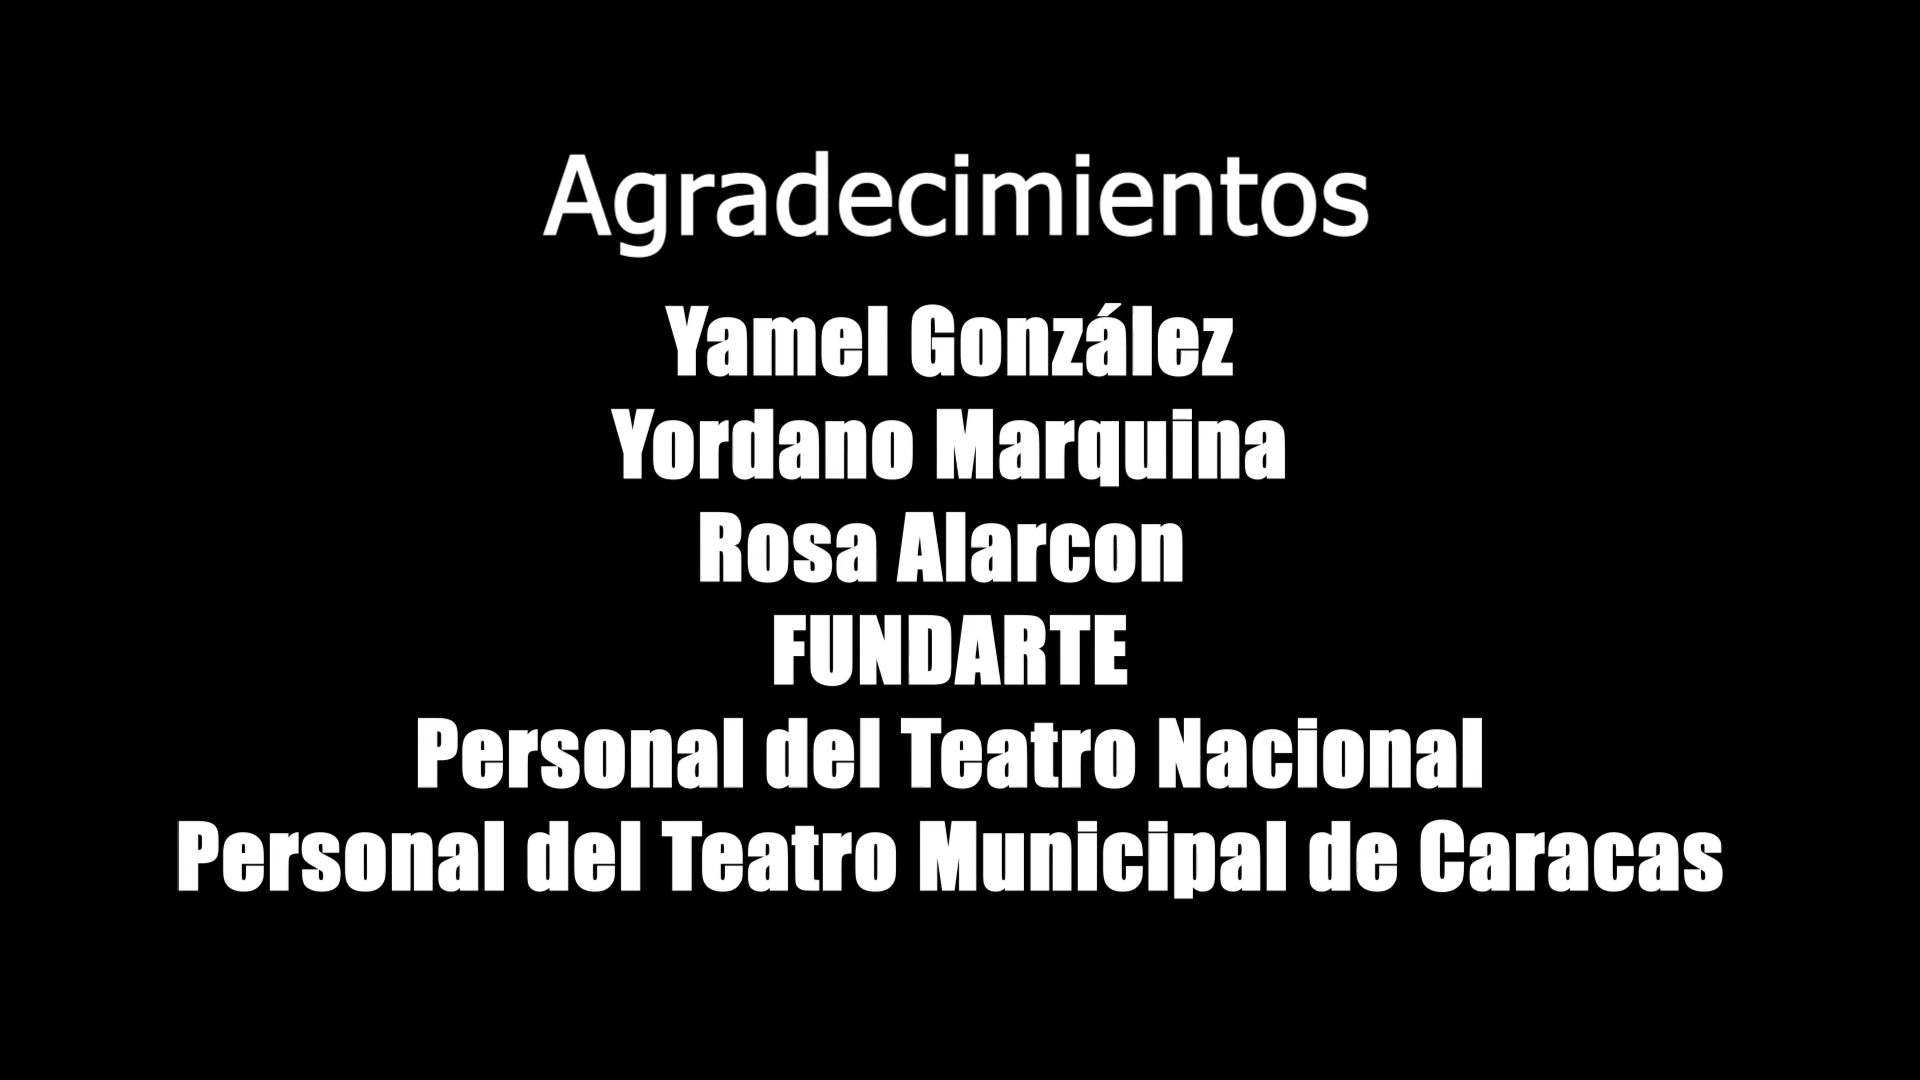 Agradecimientos
Yamel González
Yordano Marquina
Rosa Alarcon
FUNDARTE
Personal del Teatro Nacional
Personal del Teatro Municipal de Caracas